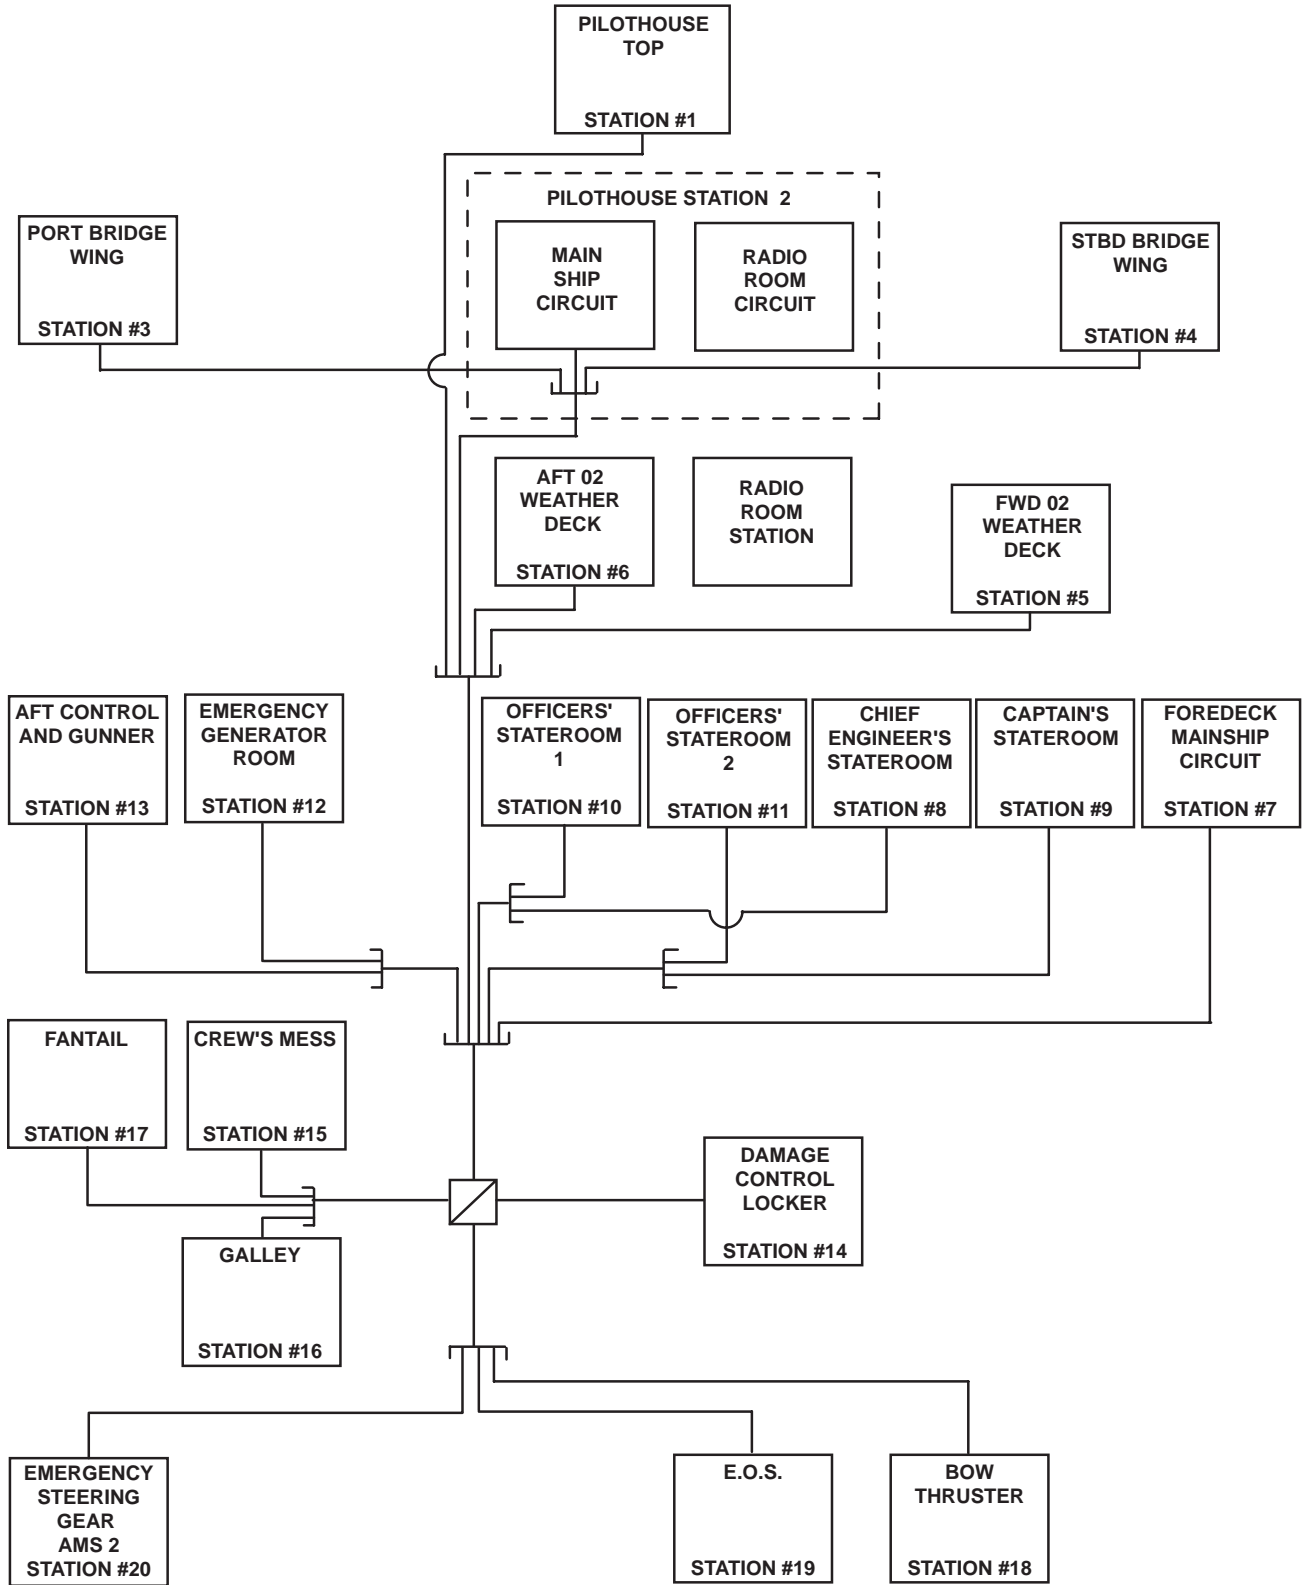 PILOTHOUSE
TOP
STATION #1
PILOTHOUSE STATION 2
MAIN
SHIP
CIRCUIT
RADIO
ROOM
CIRCUIT
PORT BRIDGE
WING
STATION #3
STBD BRIDGE
WING
STATION #4
AFT 02
WEATHER
DECK
STATION #6
RADIO
ROOM
STATION
FWD 02
WEATHER
DECK
STATION #5
AFT CONTROL
AND GUNNER
STATION #13
EMERGENCY
GENERATOR
ROOM
STATION #12
OFFICERS'
STATEROOM
1
STATION #10
OFFICERS'
STATEROOM
2
STATION #11
CHIEF
ENGINEER'S
STATEROOM
STATION #8
CAPTAIN'S
STATEROOM
STATION #9
FOREDECK
MAINSHIP
CIRCUIT
STATION #7
FANTAIL
STATION #17
CREW'S MESS
STATION #15
DAMAGE
CONTROL
LOCKER
STATION #14
GALLEY
STATION #16
EMERGENCY
STEERING
GEAR
AMS 2
STATION #20
E.O.S.
STATION #19
BOW
THRUSTER
STATION #18